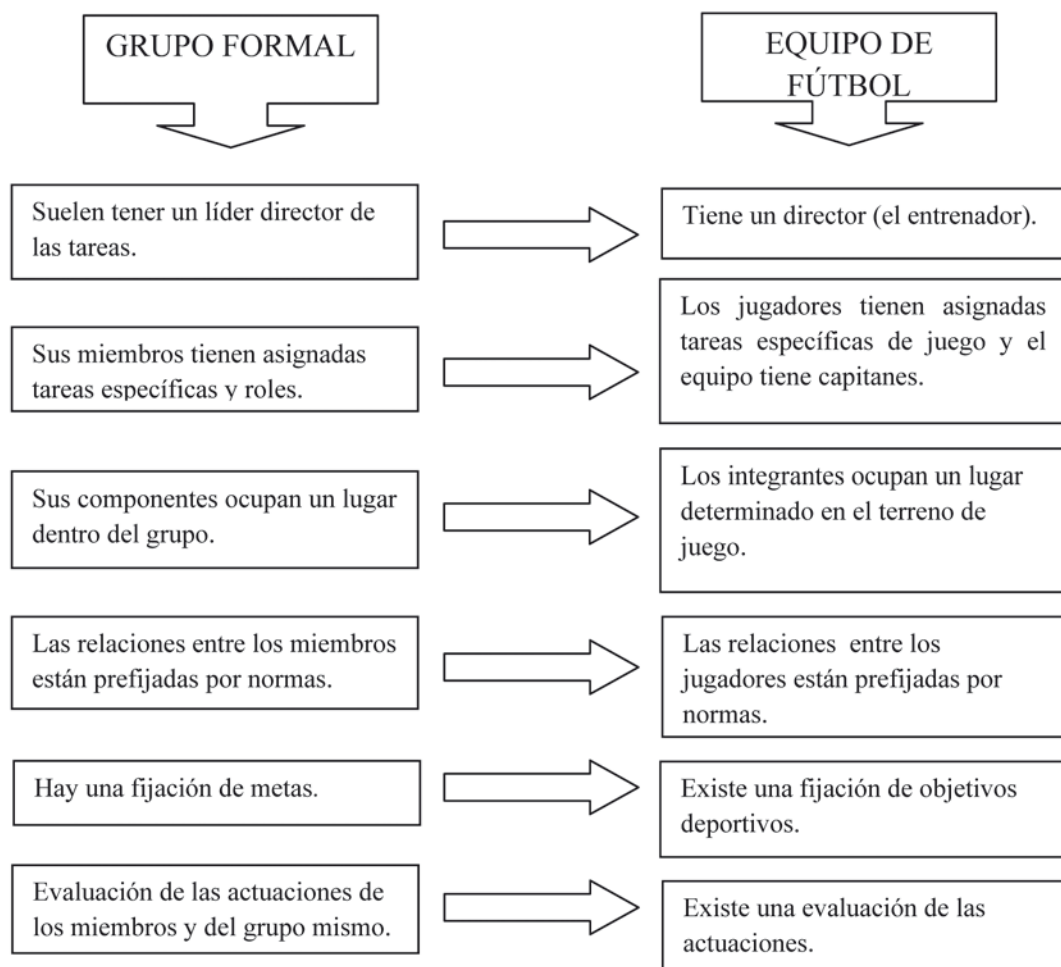 GRUPO FORMAL
EQUIPO DE
FÚTBOL
Suelen tener un líder director de
las tareas.
Tiene un director (el entrenador).
Sus miembros tienen asignadas
tareas específicas y roles.
Los jugadores tienen asignadas
tareas específicas de juego y el
equipo tiene capitanes.
Sus componentes ocupan un lugar
dentro del grupo.
Los integrantes ocupan un lugar
determinado en el terreno de
juego.
Las relaciones entre los miembros
están prefijadas por normas.
Las relaciones entre los
jugadores están prefijadas por
normas.
Hay una fijación de metas.
Existe una fijación de objetivos
deportivos.
Evaluación de las actuaciones de
los miembros y del grupo mismo.
Existe una evaluación de las
actuaciones.